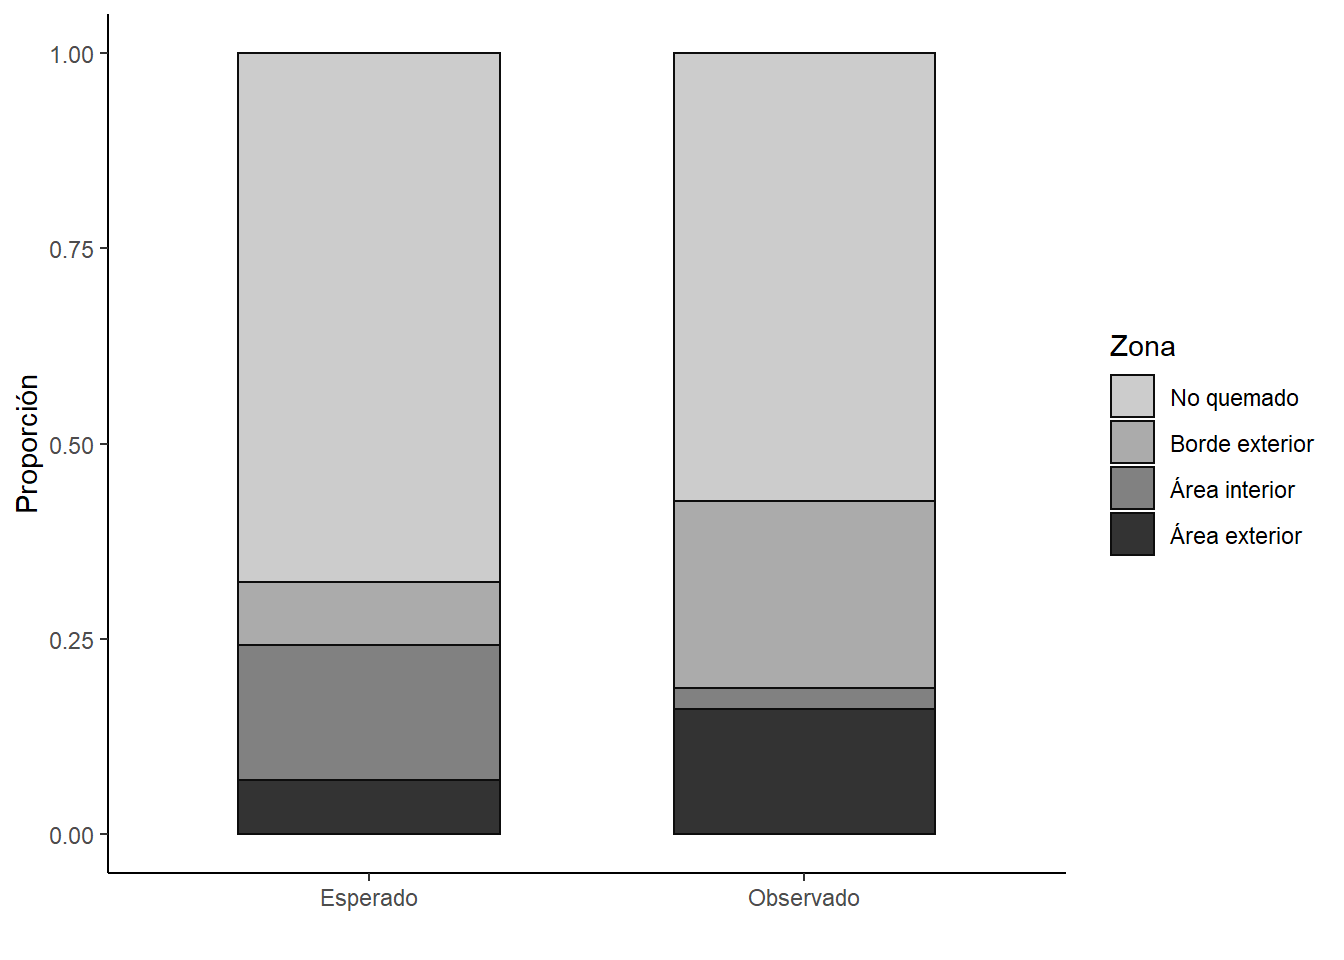 Proporción
1.00
0.75
0.50
0.25
0.00
Esperado
Observado
Zona
No quemado
Borde exterior
Área interior
Área exterior